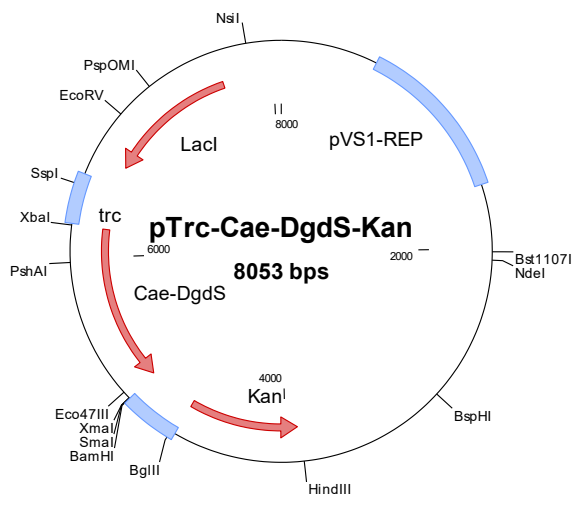 NsiI
PspOMI
EcoRV
8000
LacI
pVS1-REP
SspI
XbaI
trc
pTrc-Cae-DgdS-Kan
6000
2000
Bst1107I
PshAI
8053 bps
NdeI
Cae-DgdS
4000
Kan
Eco47III
BspHI
XmaI
SmaI
BamHI
BglII
HindIII